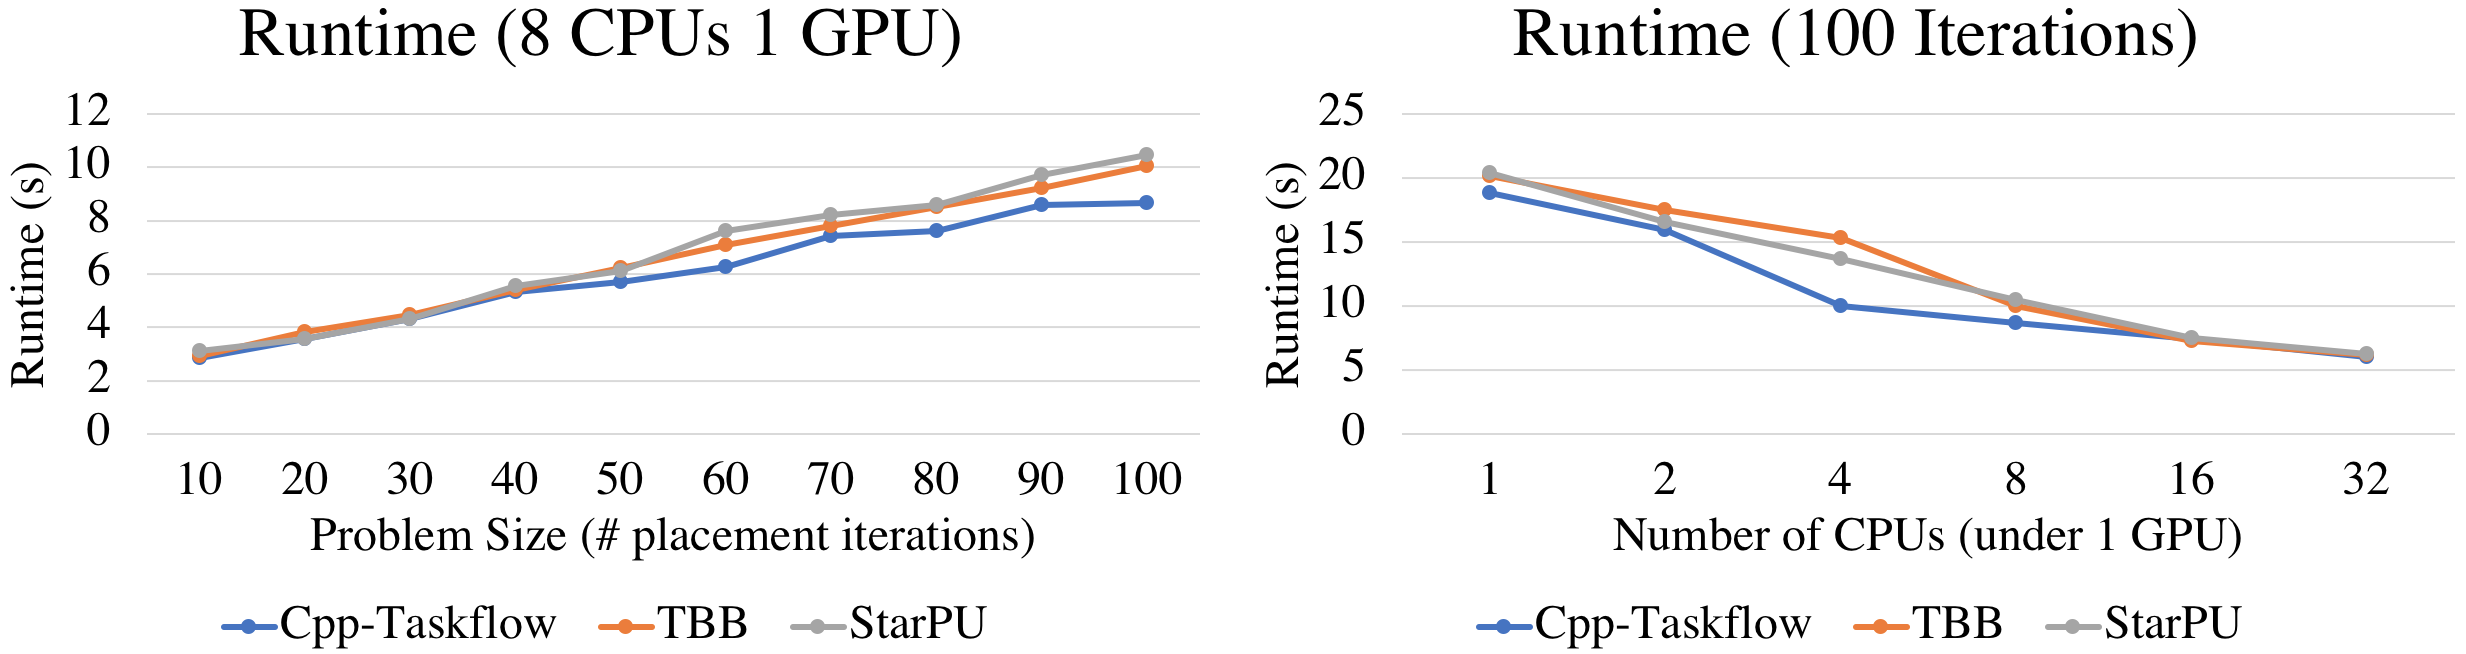 Runtime (8 CPUs 1 GPU)
12
10
8
6
4
2
0
Runtime (s)
10 20 30 40 50 60 70 80 90 100
Problem Size (# placement iterations)
Cpp-Taskflow TBB StarPU
Runtime (100 Iterations)
25
20
15
10
5
0
Runtime (s)
1 2 4 8 16 32
Number of CPUs (under 1 GPU)
Cpp-Taskflow TBB StarPU